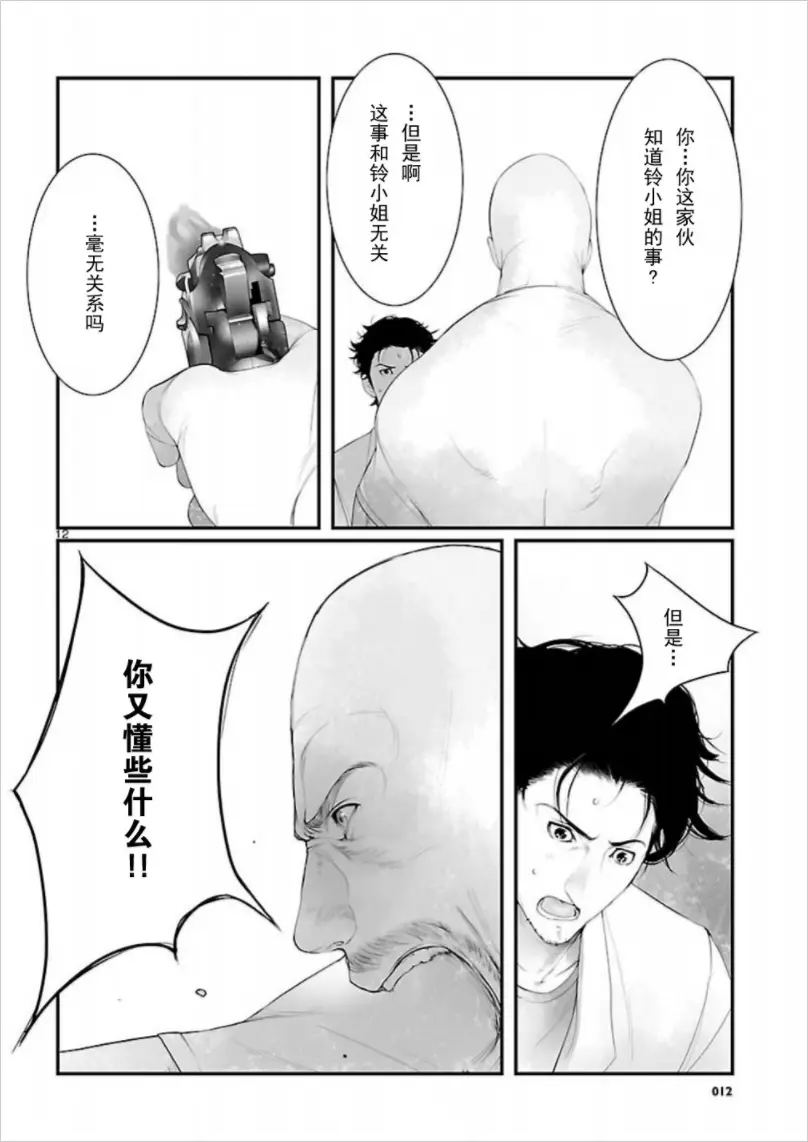 你…你这家伙
知道铃小姐的事?
…但是啊
这事和铃小姐无关
…毫无关系吗
12
但是…
你又懂些什么!!
012